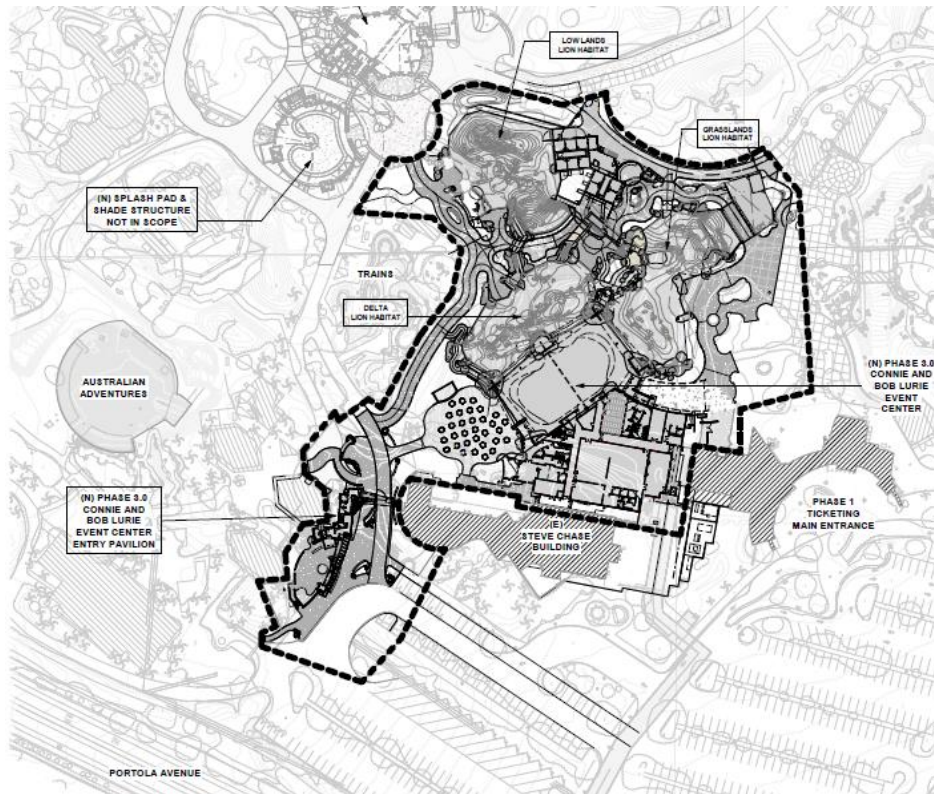 LOW LANDS
LION HABITAT
GRASSLANDS
LION HABITAT
(N) SPLASH PAD &
SHADE STRUCTURE
NOT IN SCOPE
TRAINS
DELTA
LION HABITAT
(N) PHASE 3.0
CONNIE AND
BOB LURIE
EVENT
CENTER
AUSTRALIAN
ADVENTURES
(N) PHASE 3.0
CONNIE AND
BOB LURIE
EVENT CENTER
ENTRY PAVILION
PHASE 1
TICKETING
MAIN ENTRANCE
(E)
STEVE CHASE
BUILDING
PORTOLA AVENUE